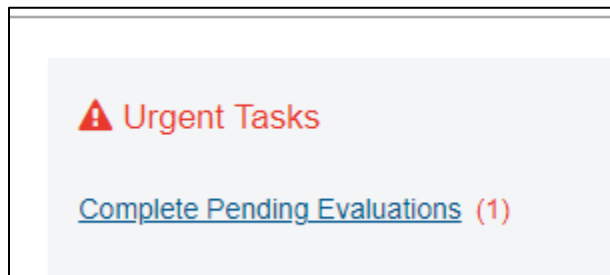 Urgent Tasks
Complete Pending Evaluations (1)